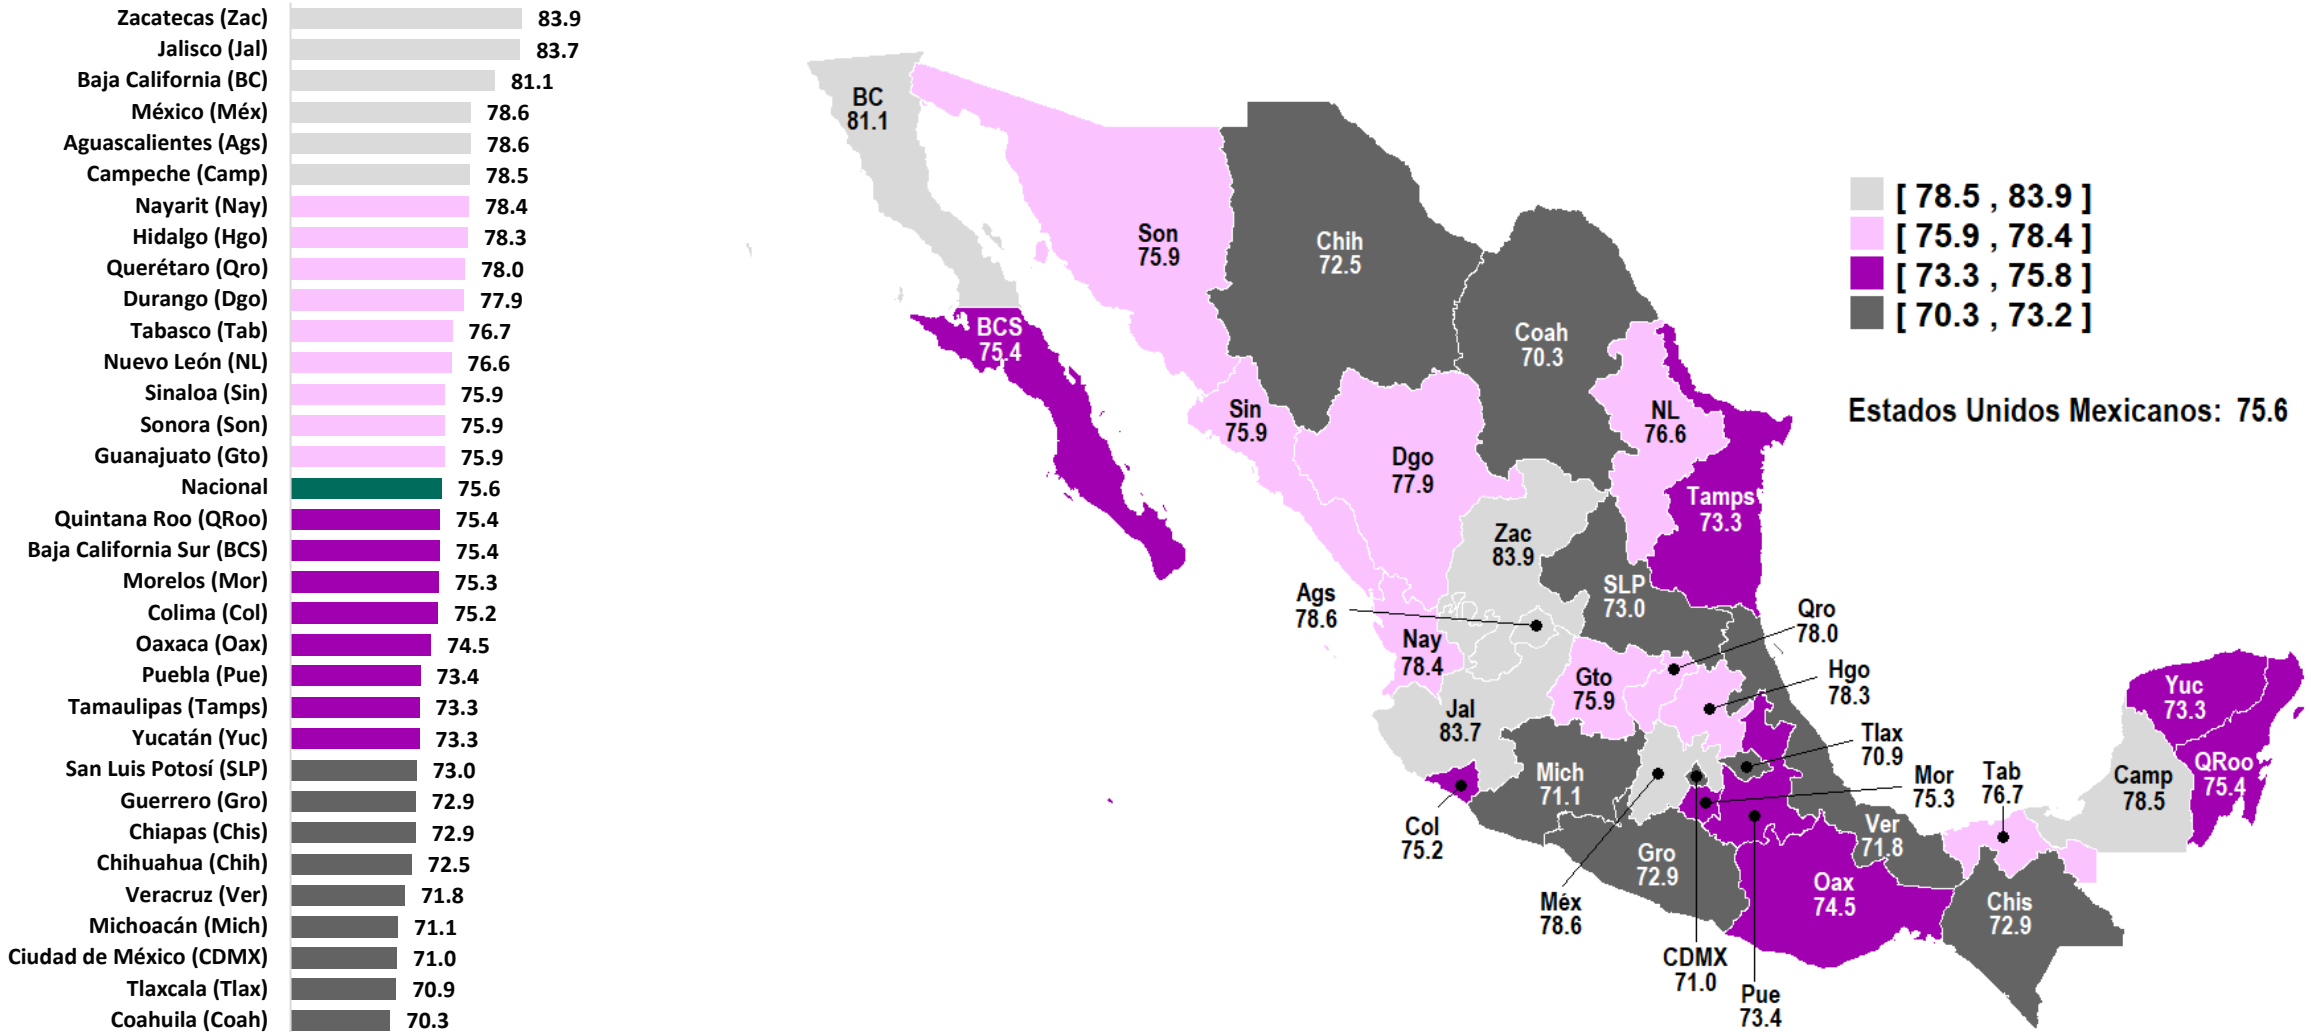 Zacatecas (Zac) 83.9
Jalisco (Jal) 83.7
Baja California (BC) 81.1
México (Méx) 78.6
Aguascalientes (Ags) 78.6
Campeche (Camp) 78.5
Nayarit (Nay) 78.4
Hidalgo (Hgo) 78.3
Querétaro (Qro) 78.0
Durango (Dgo) 77.9
Tabasco (Tab) 76.7
Nuevo León (NL) 76.6
Sinaloa (Sin) 75.9
Sonora (Son) 75.9
Guanajuato (Gto) 75.9
Nacional 75.6
Quintana Roo (QRoo) 75.4
Baja California Sur (BCS) 75.4
Morelos (Mor) 75.3
Colima (Col) 75.2
Oaxaca (Oax) 74.5
Puebla (Pue) 73.4
Tamaulipas (Tamps) 73.3
Yucatán (Yuc) 73.3
San Luis Potosí (SLP) 73.0
Guerrero (Gro) 72.9
Chiapas (Chis) 72.9
Chihuahua (Chih) 72.5
Veracruz (Ver) 71.8
Michoacán (Mich) 71.1
Ciudad de México (CDMX) 71.0
Tlaxcala (Tlax) 70.9
Coahuila (Coah) 70.3
BC
81.1
Son
75.9
Chih
72.5
BCS
75.4
Coah
70.3
Sin
75.9
NL
76.6
Dgo
77.9
Tamps
73.3
Zac
83.9
SLP
73.0
Ags
78.6
Qro
78.0
Nay
78.4
Hgo
78.3
Gto
75.9
Jal
83.7
Tlax
70.9
Mich
71.1
Mor
75.3
Tab
76.7
Yuc
73.3
QRoo
75.4
Camp
78.5
Col
75.2
Ver
71.8
Gro
72.9
Oax
74.5
Méx
78.6
Chis
72.9
CDMX
71.0
Pue
73.4
[ 78.5 , 83.9 ]
[ 75.9 , 78.4 ]
[ 73.3 , 75.8 ]
[ 70.3 , 73.2 ]
Estados Unidos Mexicanos: 75.6